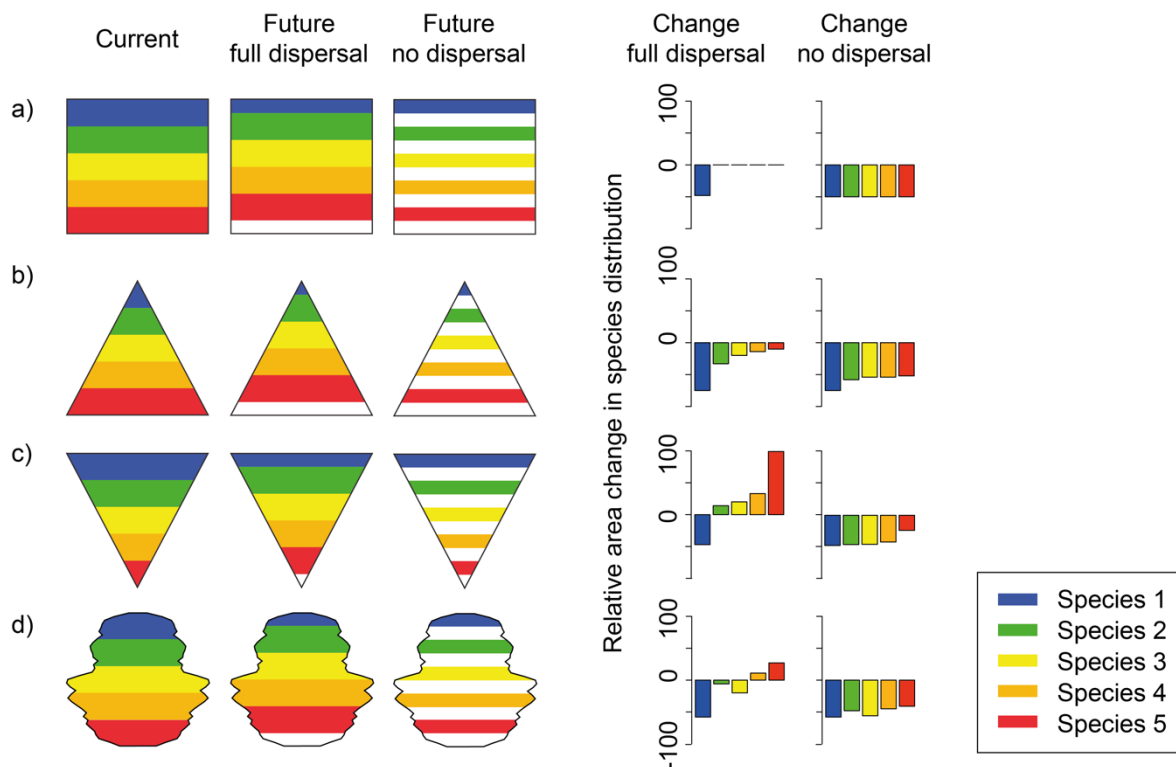 Current
Future
full dispersal
Future
no dispersal
Change
full dispersal
Change
no dispersal
a)
b)
c)
d)
Relative area change in species distribution
100
0
100
0
100
0
100
0
-100
Species 1
Species 2
Species 3
Species 4
Species 5